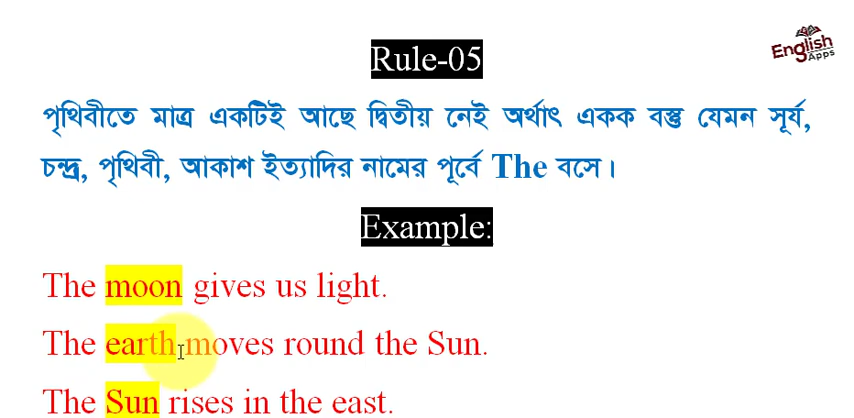 English
Apps
Rule-05
পৃথিবীতে মাত্র একটিই আছে দ্বিতীয় নেই অর্থাৎ একক বস্তু যেমন সূর্য,
চন্দ্র, পৃথিবী, আকাশ ইত্যাদির নামের পূর্বে The বসে।
Example:
The moon gives us light.
The earth moves round the Sun.
The Sun rises in the east.